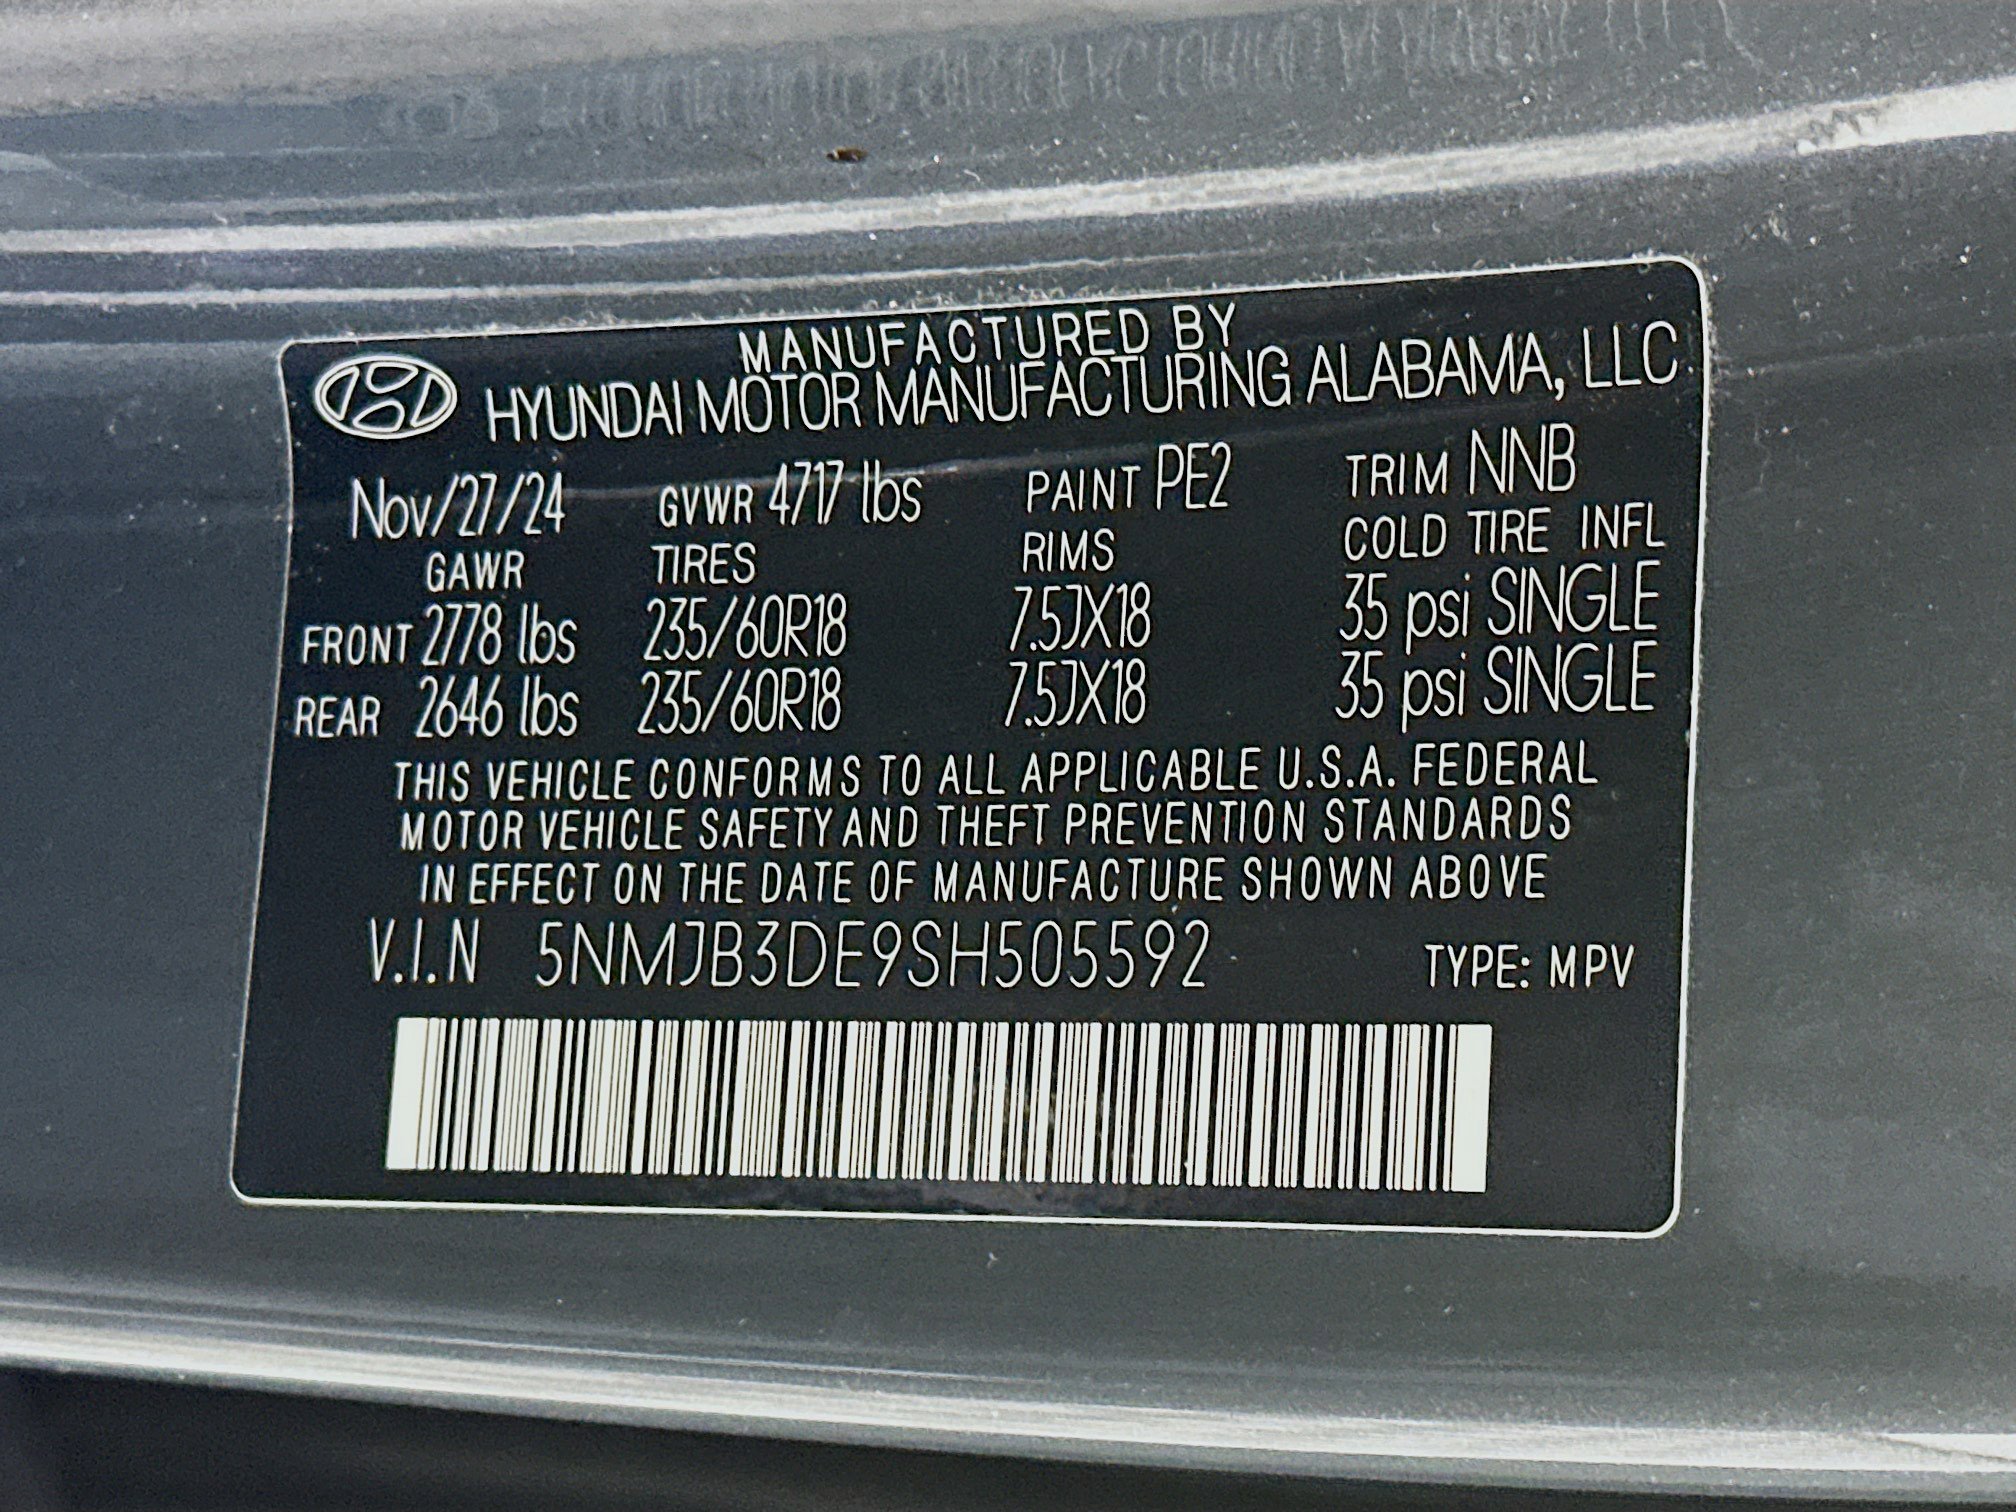 MANUFACTURED BY
HYUNDAI MOTOR MANUFACTURING ALABAMA, LLC
Nov/27/24 GVWR 4717 lbs PAINT PE2 TRIM NNB
GAWR TIRES RIMS COLD TIRE INFL
FRONT 2778 lbs 235/60R18 7.5JX18 35 psi SINGLE
REAR 2646 lbs 235/60R18 7.5JX18 35 psi SINGLE
THIS VEHICLE CONFORMS TO ALL APPLICABLE U.S.A. FEDERAL
MOTOR VEHICLE SAFETY AND THEFT PREVENTION STANDARDS
IN EFFECT ON THE DATE OF MANUFACTURE SHOWN ABOVE
V.I.N 5NMJB3DE9SH505592 TYPE: MPV